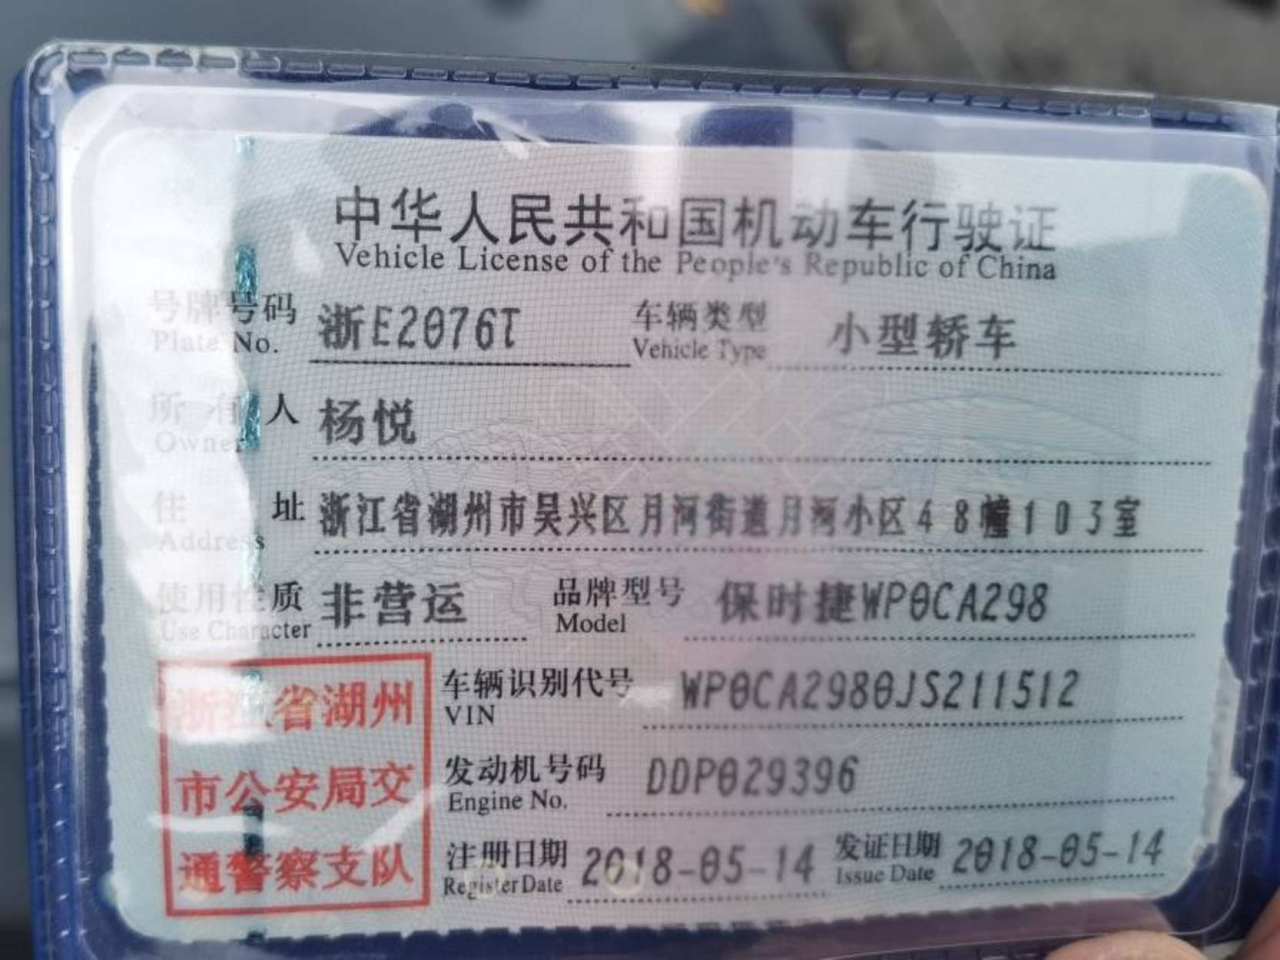 中华人民共和国机动车行驶证
Vehicle License of the People's Republic of China
号牌号码 浙E2076T 车辆类型 小型轿车
Plate No. Vehicle Type
所有人 杨悦
Owner
住址 浙江省湖州市吴兴区月河街道月河小区48幢103室
Address
使用性质 非营运 品牌型号 保时捷WP0CA298
Use Character Model
浙江省湖州 车辆识别代号 WP0CA2980JS211512
VIN
市公安局交 发动机号码 DDP029396
Engine No.
通警察支队 注册日期 2018-05-14 发证日期 2018-05-14
Register Date Issue Date